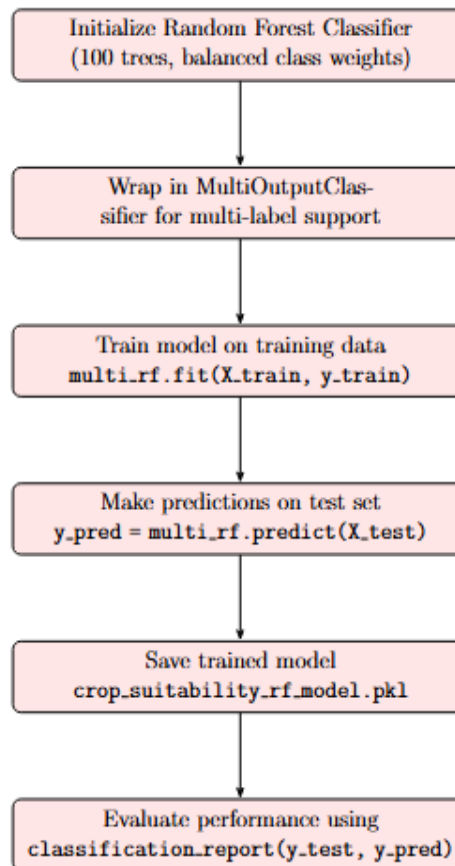 Initialize Random Forest Classifier
(100 trees, balanced class weights)
Wrap in MultiOutputClas-
sifier for multi-label support
Train model on training data
multi_rf.fit(X_train, y_train)
Make predictions on test set
y_pred = multi_rf.predict(X_test)
Save trained model
crop_suitability_rf_model.pkl
Evaluate performance using
classification_report(y_test, y_pred)